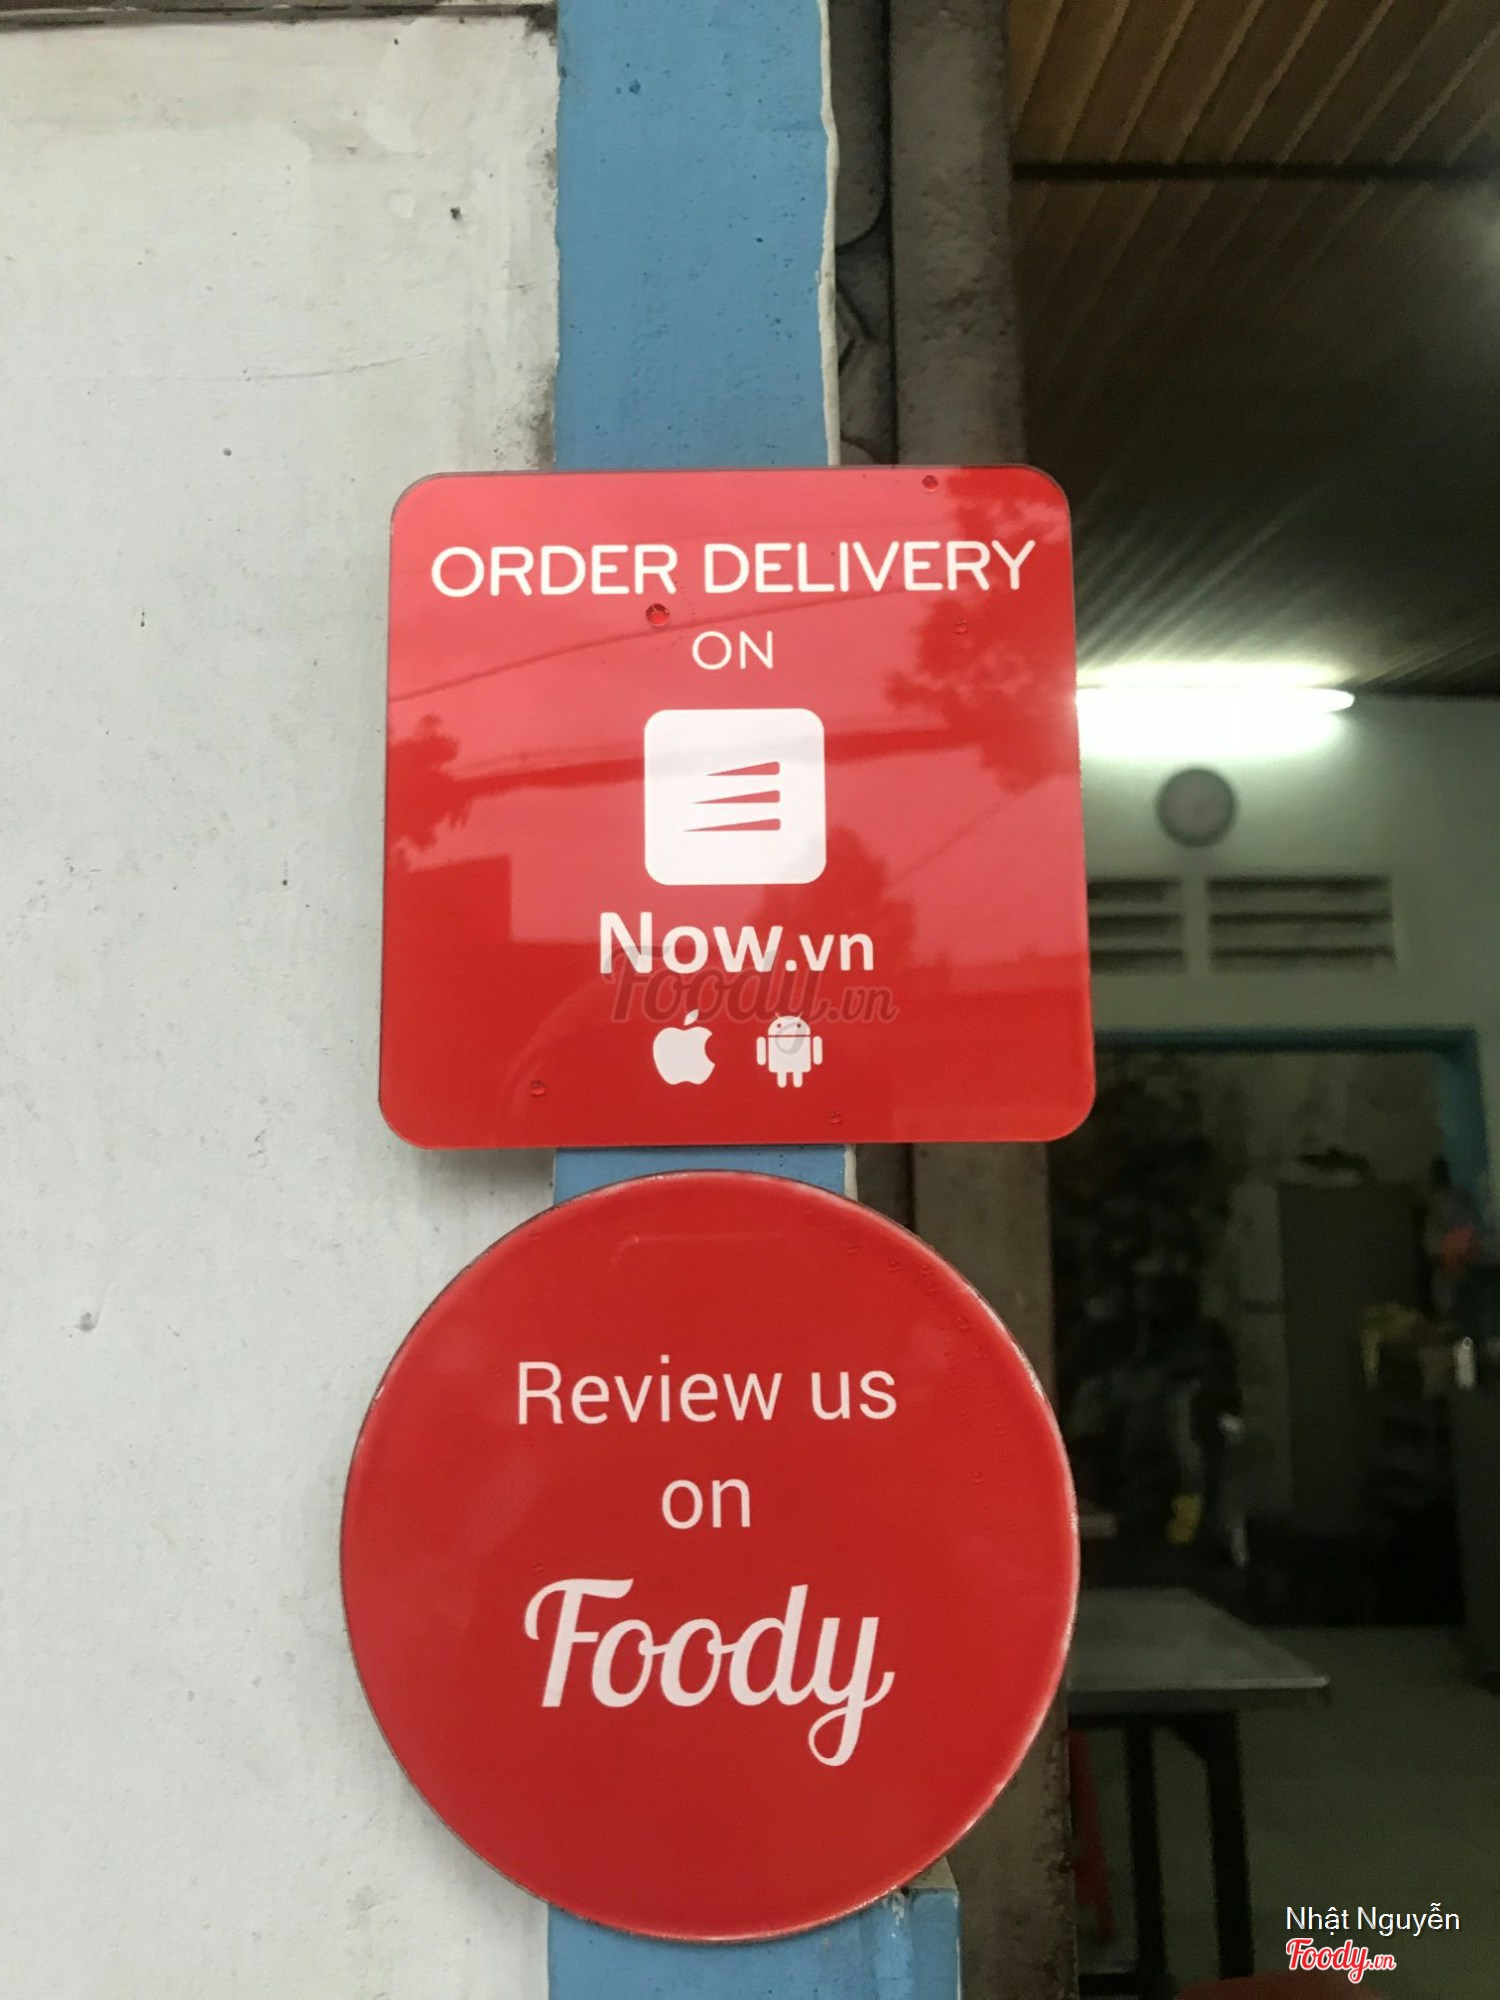 ORDER DELIVERY
ON
Now.vn
Foody.vn
Review us
on
Foody
Nhật Nguyễn
Foody.vn